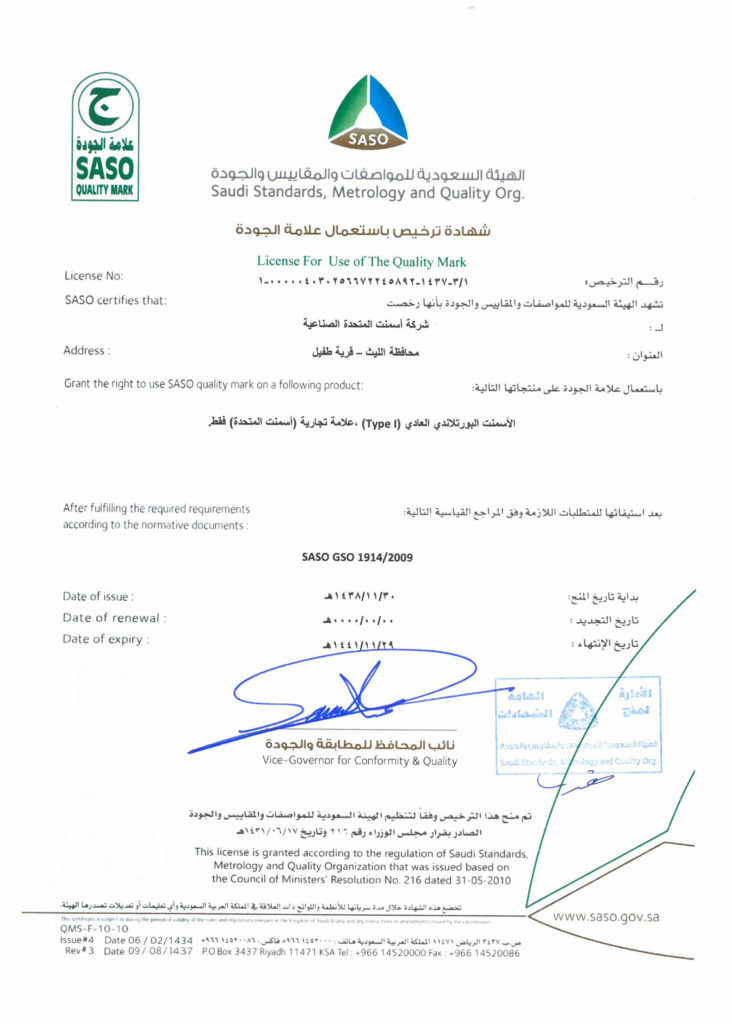 ج
علامة الجودة
SASO
QUALITY MARK
SASO
الهيئة السعودية للمواصفات والمقاييس والجودة
Saudi Standards, Metrology and Quality Org.
شهادة ترخيص باستعمال علامة الجودة
License For Use of The Quality Mark
License No:
رقـــم الترخيص:
SASO certifies that:
تشهد الهيئة السعودية للمواصفات والمقاييس والجودة بأنها رخصت
شركة أسمنت المتحدة الصناعية
لـ :
Address :
محافظة الليث – قرية طفيل
العنوان :
Grant the right to use SASO quality mark on a following product:
باستعمال علامة الجودة على منتجاتها التالية:
الأسمنت البورتلاندي العادي (Type I) ،علامة تجارية (أسمنت المتحدة) فقط.
After fulfilling the required requirements
according to the normative documents :
بعد استيفائها للمتطلبات اللازمة وفق المراجع القياسية التالية:
SASO GSO 1914/2009
Date of issue :
١٤٣٨/١١/٣٠هـ
بداية تاريخ المنح:
Date of renewal :
٠٠٠٠/٠٠/٠٠هـ
تاريخ التجديد :
Date of expiry :
١٤٤١/١١/٢٩هـ
تاريخ الإنتهاء :
الإدارة العامة
لمنح الشهادات
الهيئة السعودية للمواصفات والمقاييس والجودة
Saudi Standards, Metrology and Quality Org.
نائب المحافظ للمطابقة والجودة
Vice-Governor for Conformity & Quality
تم منح هذا الترخيص وفقاً لتنظيم الهيئة السعودية للمواصفات والمقاييس والجودة
الصادر بقرار مجلس الوزراء رقم ٢١٦ وتاريخ ١٤٣١/٠٦/١٧هـ
This license is granted according to the regulation of Saudi Standards,
Metrology and Quality Organization that was issued based on
the Council of Ministers' Resolution No. 216 dated 31-05-2010
تخضع هذه الشهادة خلال مدة سريانها للأنظمة واللوائح ذات العلاقة في المملكة العربية السعودية وأي تعليمات أو تعديلات تصدرها الهيئة.
This certificate is subject to during the period of validity of the rules and regulations relevant in the Kingdom of Saudi Arabia and any instructions or amendments issued by the
www.saso.gov.sa
QMS-F-10-10
Issue#4 Date 06 / 02/1434
ص ب ٣٤٣٧ الرياض ١١٤٧١ المملكة العربية السعودية هاتف : ١٤٥٢٠٠٠٠ ٩٦٦+ فاكس : ١٤٥٢٠٠٨٦ ٩٦٦+
Rev# 3 Date 09/ 08/1437 P.O.Box 3437 Riyadh 11471 KSA Tel : +966 14520000 Fax : +966 14520086